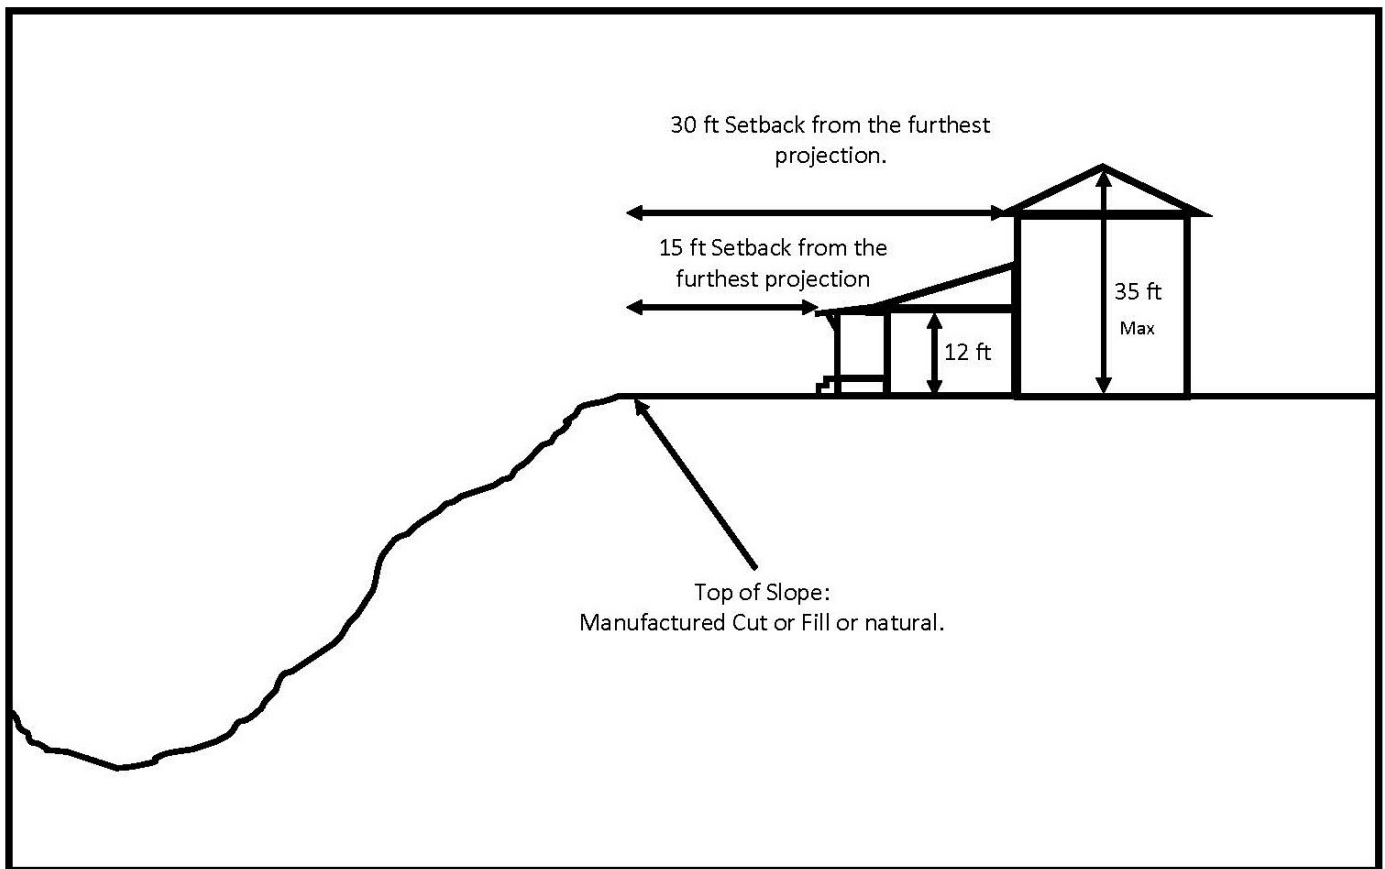 30 ft Setback from the furthest
projection.
15 ft Setback from the
furthest projection
35 ft
Max
12 ft
Top of Slope:
Manufactured Cut or Fill or natural.